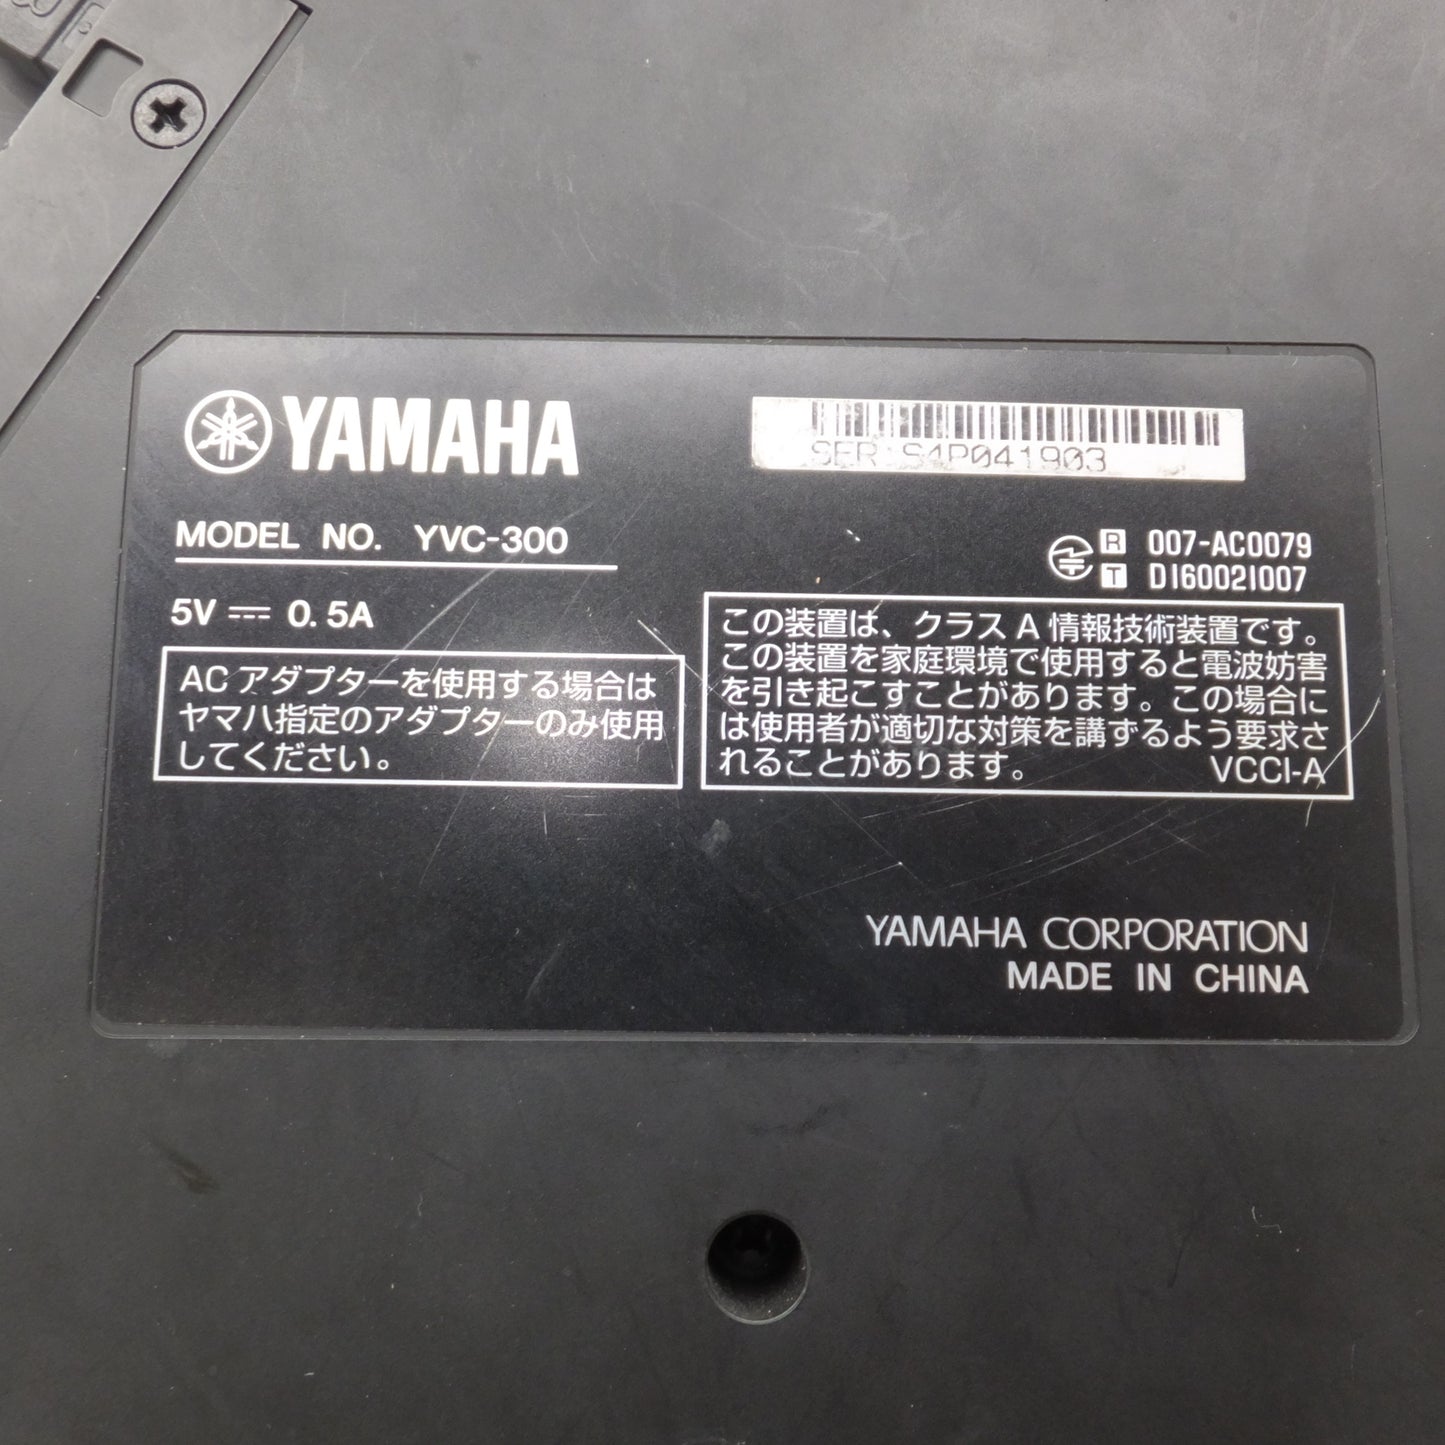 YAMAHA
SER S4P041903
MODEL NO. YVC-300
R 007-AC0079
T D160021007
5V ⎓ 0.5A
ACアダプターを使用する場合は
ヤマハ指定のアダプターのみ使用
してください。
この装置は、クラスA情報技術装置です。
この装置を家庭環境で使用すると電波妨害
を引き起こすことがあります。この場合に
は使用者が適切な対策を講ずるよう要求さ
れることがあります。 VCCI-A
YAMAHA CORPORATION
MADE IN CHINA